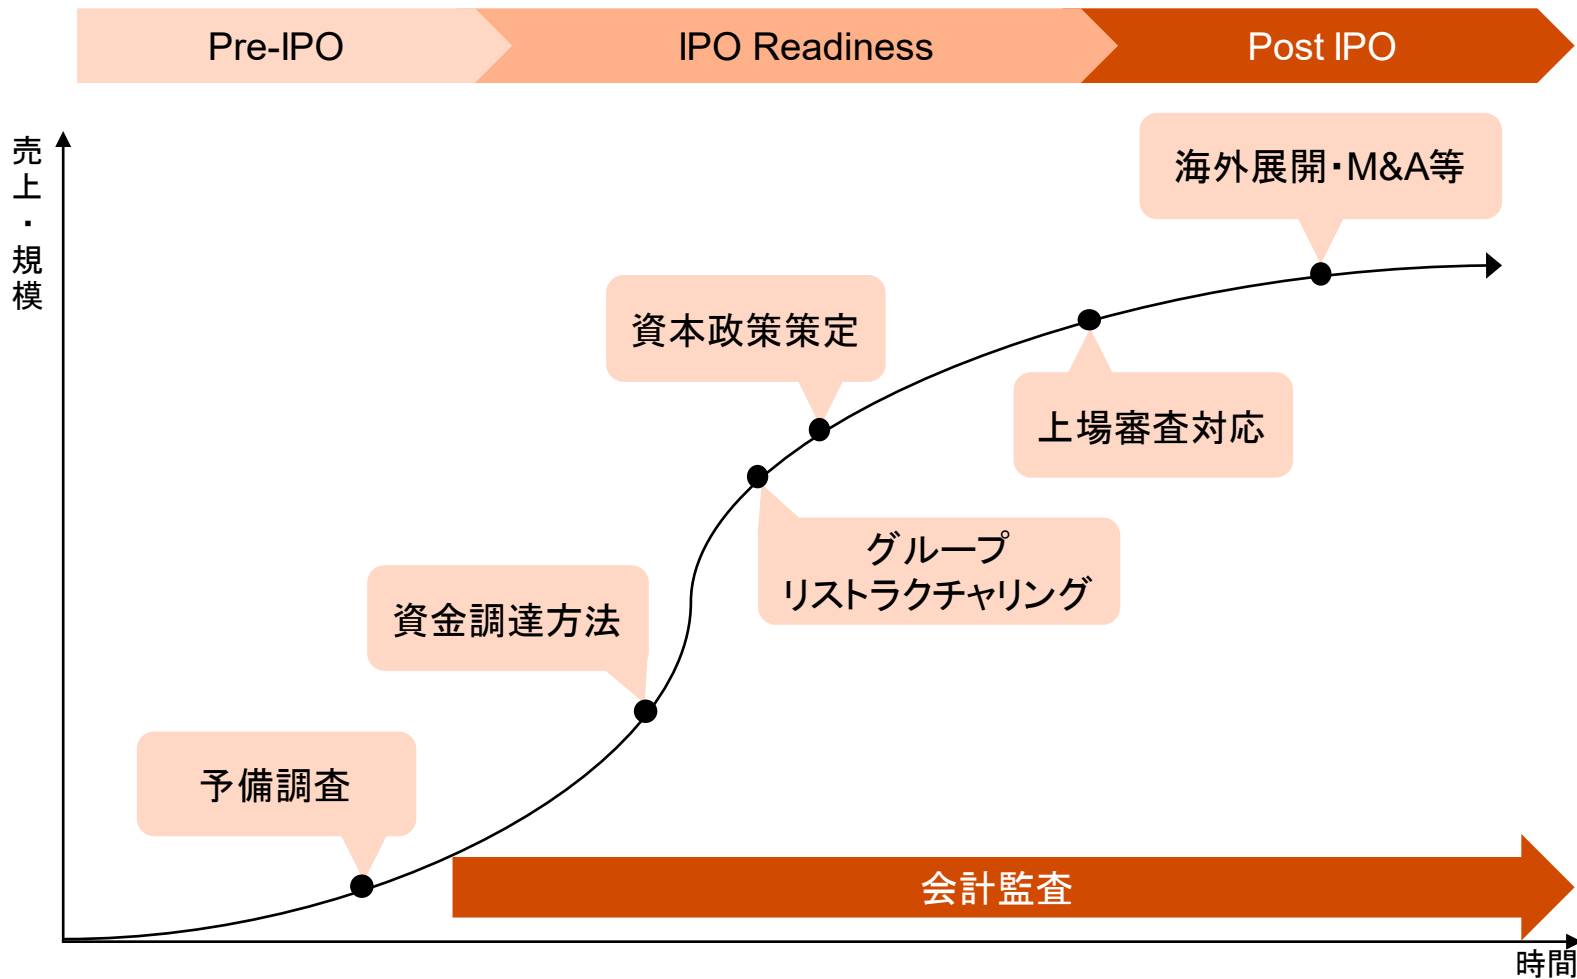 Pre-IPO
IPO Readiness
Post IPO
売上・規模
海外展開・M&A等
資本政策策定
上場審査対応
グループ
リストラクチャリング
資金調達方法
予備調査
会計監査
時間